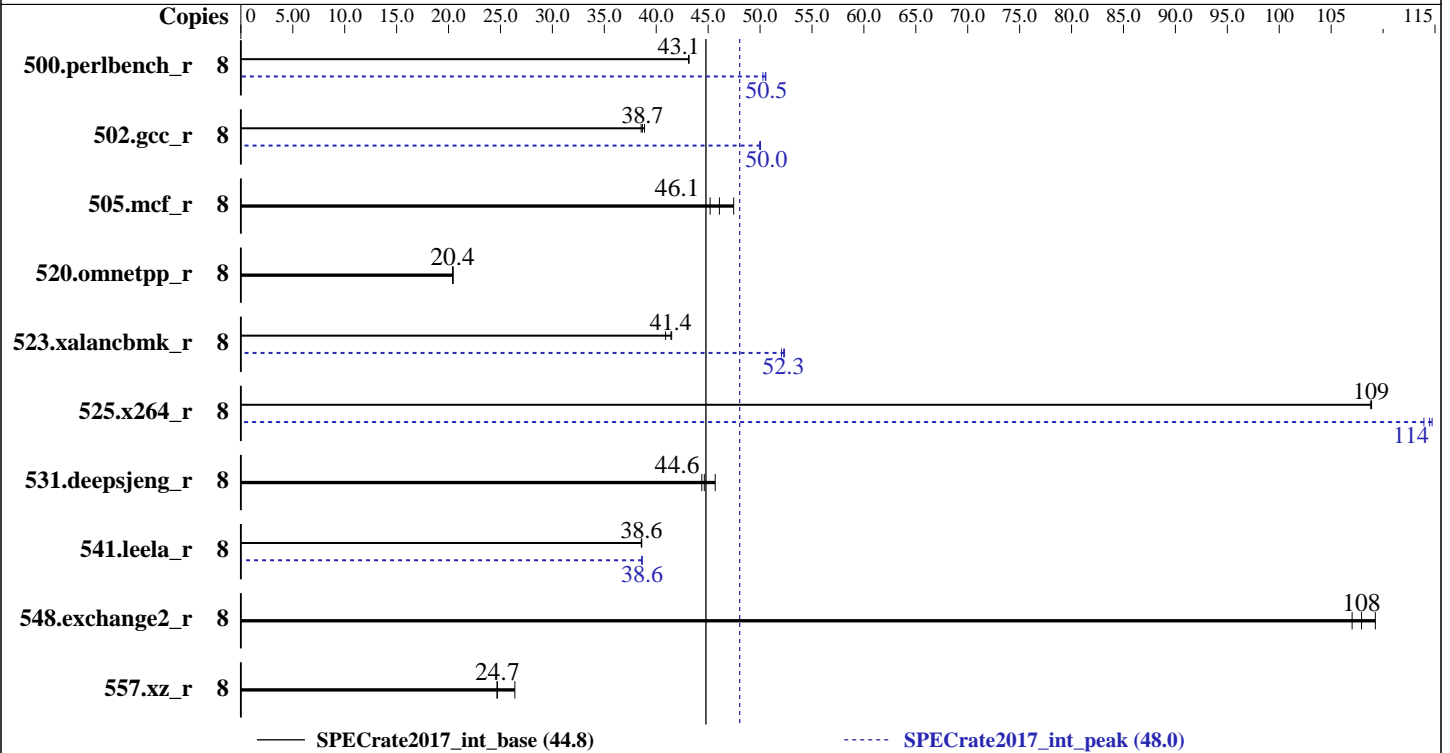 Copies 0 5.00 10.0 15.0 20.0 25.0 30.0 35.0 40.0 45.0 50.0 55.0 60.0 65.0 70.0 75.0 80.0 85.0 90.0 95.0 100 105 115
43.1
500.perlbench_r 8
50.5
38.7
502.gcc_r 8
50.0
46.1
505.mcf_r 8
20.4
520.omnetpp_r 8
41.4
523.xalancbmk_r 8
52.3
109
525.x264_r 8
114
44.6
531.deepsjeng_r 8
38.6
541.leela_r 8
38.6
108
548.exchange2_r 8
24.7
557.xz_r 8
SPECrate2017_int_base (44.8) SPECrate2017_int_peak (48.0)